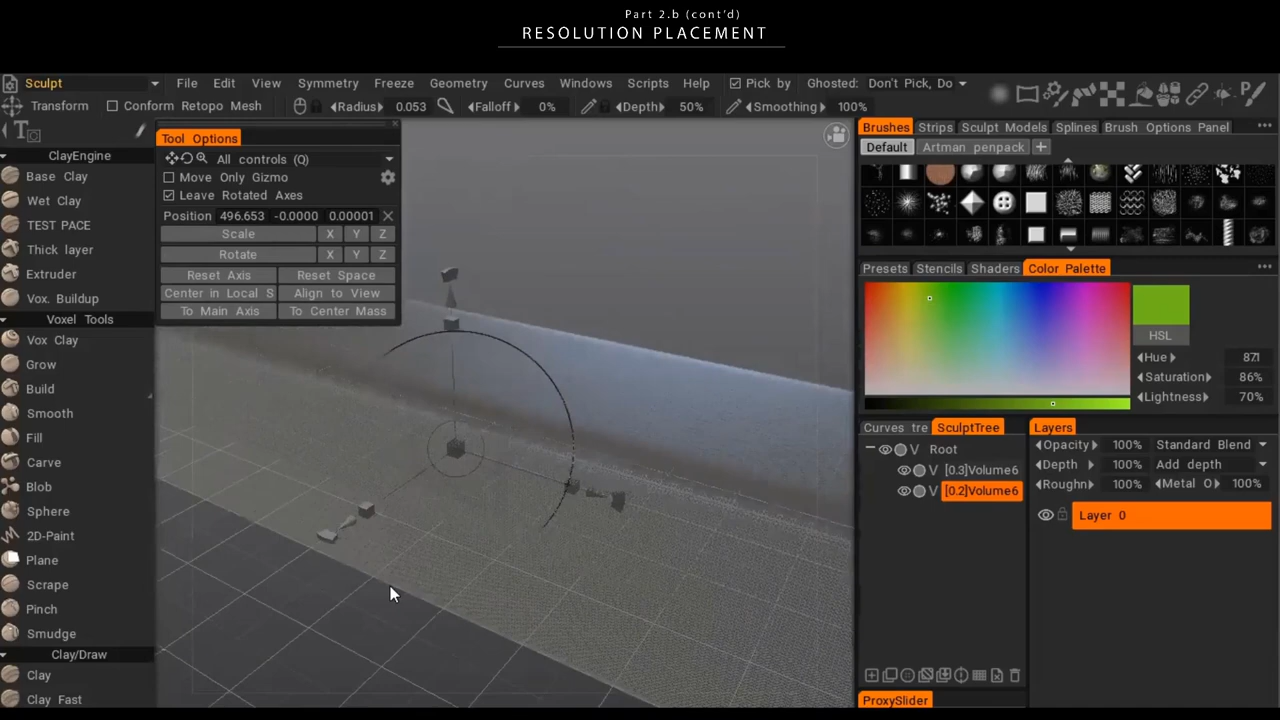 Part 2.b (cont'd)
RESOLUTION PLACEMENT
Sculpt File Edit View Symmetry Freeze Geometry Curves Windows Scripts Help Pick by Ghosted: Don't Pick, Do
Transform Conform Retopo Mesh Radius 0.053 Falloff 0% Depth 50% Smoothing 100%
Tool Options
All controls (Q)
Move Only Gizmo
Leave Rotated Axes
Position 496.653 -0.0000 0.00001
Scale X Y Z
Rotate X Y Z
Reset Axis Reset Space
Center in Local S Align to View
To Main Axis To Center Mass
ClayEngine
Base Clay
Wet Clay
TEST PACE
Thick layer
Extruder
Vox. Buildup
Voxel Tools
Vox Clay
Grow
Build
Smooth
Fill
Carve
Blob
Sphere
2D-Paint
Plane
Scrape
Pinch
Smudge
Clay/Draw
Clay
Clay Fast
Brushes Strips Sculpt Models Splines Brush Options Panel
Default Artman penpack +
Presets Stencils Shaders Color Palette
HSL
Hue
Saturation 86%
Lightness 70%
Curves tre SculptTree
V Root
V [0.3]Volume6
V [0.2]Volume6
Layers
Opacity 100% Standard Blend
Depth 100% Add depth
Roughn 100% Metal O 100%
Layer 0
ProxySlider